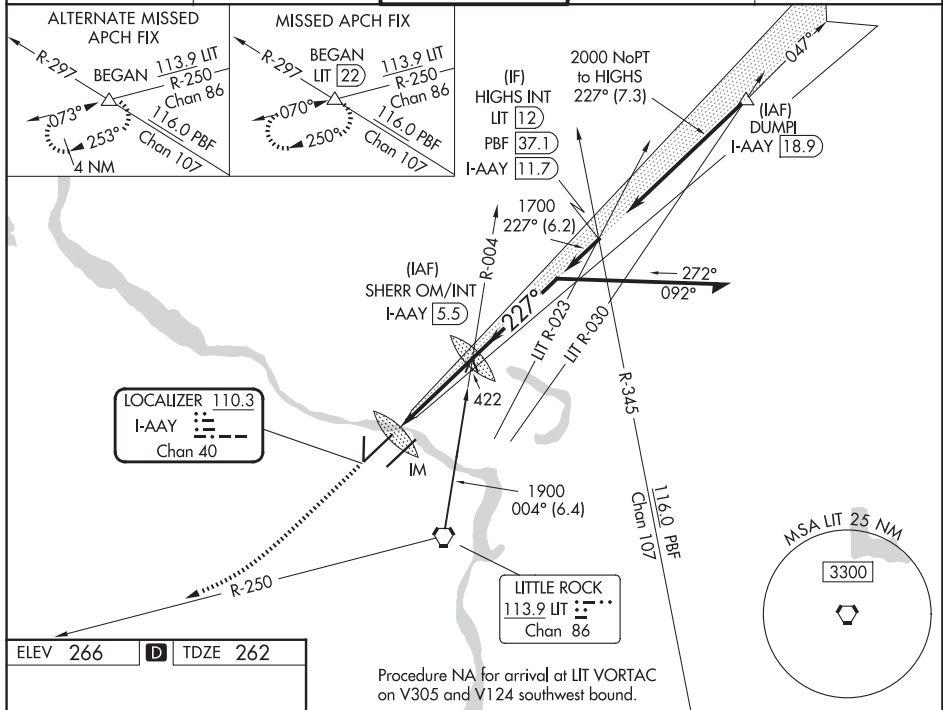 ALTERNATE MISSED
APCH FIX
R-297
BEGAN
113.9 LIT
R-250
Chan 86
073°
253°
4 NM
116.0 PBF
Chan 107
MISSED APCH FIX
R-297
BEGAN
LIT 22
113.9 LIT
R-250
Chan 86
070°
250°
116.0 PBF
Chan 107
(IF)
HIGHS INT
LIT 12
PBF 37.1
I-AAY 11.7
2000 NoPT
to HIGHS
227° (7.3)
047°
(IAF)
DUMPI
I-AAY 18.9
1700
227° (6.2)
R-004
(IAF)
SHERR OM/INT
I-AAY 5.5
227°
272°
092°
LIT R-023
LIT R-030
R-345
422
LOCALIZER 110.3
I-AAY
Chan 40
IM
1900
004° (6.4)
116.0 PBF
Chan 107
R-250
LITTLE ROCK
113.9 LIT
Chan 86
MSA LIT 25 NM
3300
ELEV 266 D TDZE 262
Procedure NA for arrival at LIT VORTAC
on V305 and V124 southwest bound.